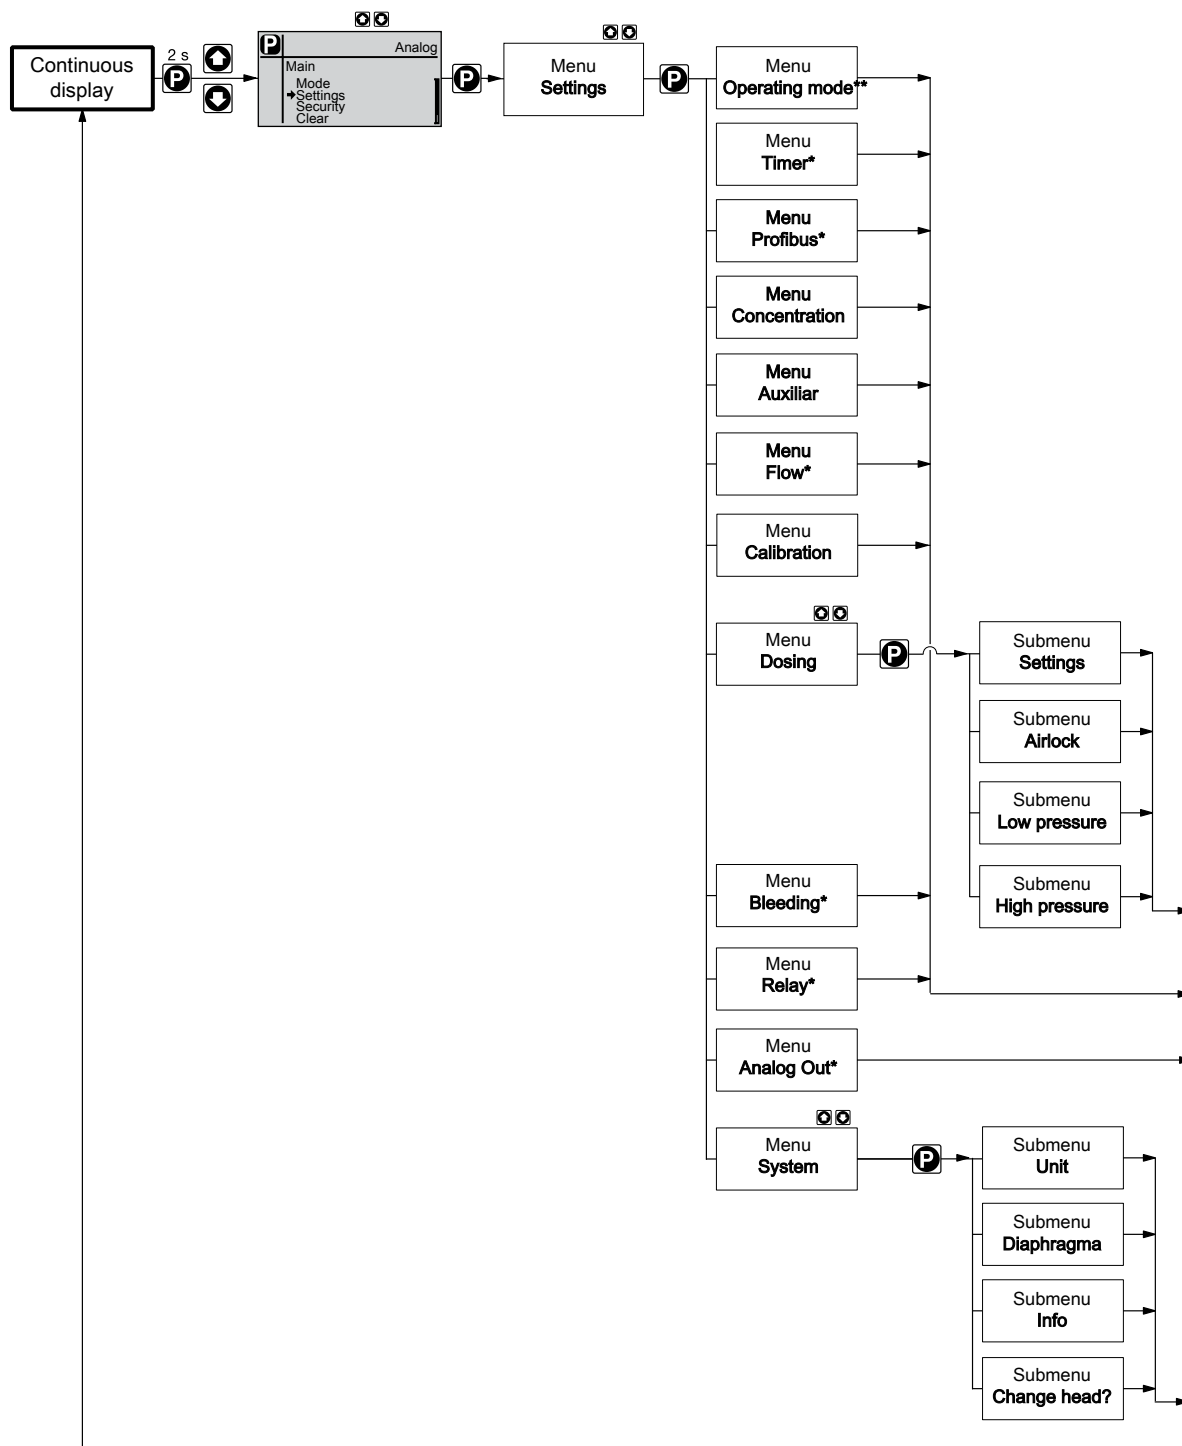 Continuous
display
2 s
P
P
Analog
Main
Mode
Settings
Security
Clear
P
Menu
Settings
P
Menu
Operating mode**
Menu
Timer*
Menu
Profibus*
Menu
Concentration
Menu
Auxiliar
Menu
Flow*
Menu
Calibration
Menu
Dosing
P
Submenu
Settings
Submenu
Airlock
Submenu
Low pressure
Submenu
High pressure
Menu
Bleeding*
Menu
Relay*
Menu
Analog Out*
Menu
System
P
Submenu
Unit
Submenu
Diaphragma
Submenu
Info
Submenu
Change head?